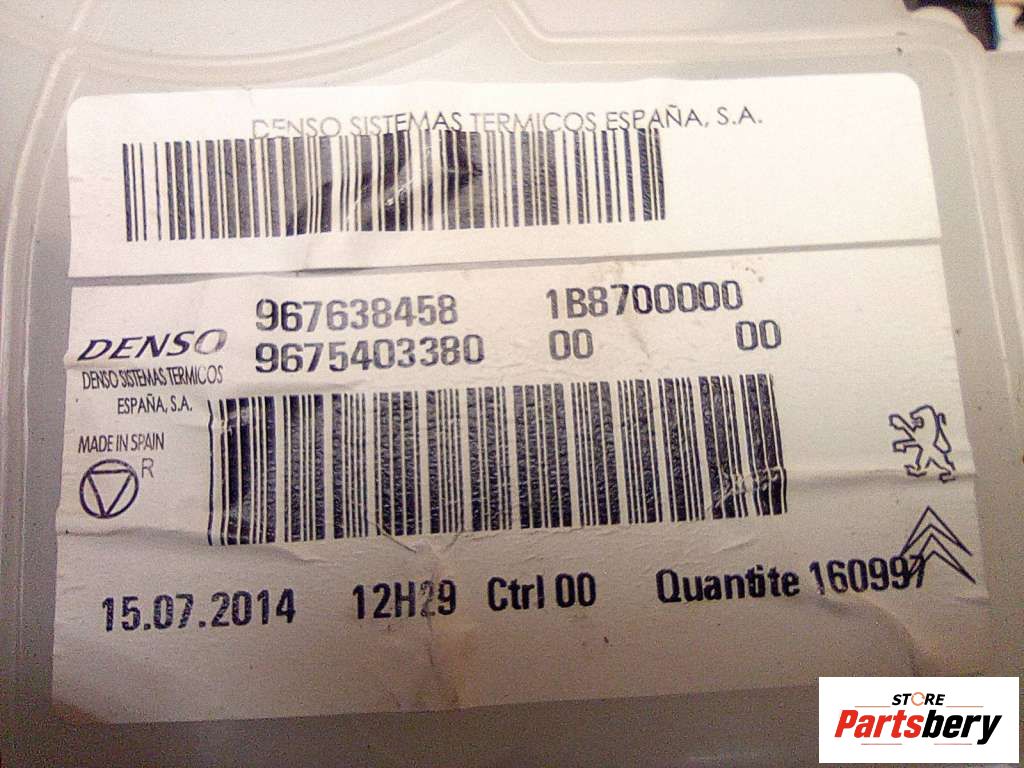 DENSO SISTEMAS TERMICOS ESPAÑA, S.A.
967638458 1B8700000
DENSO 9675403380 00 00
DENSO SISTEMAS TERMICOS
ESPAÑA, S.A.
MADE IN SPAIN
R
15.07.2014 12H29 Ctrl 00 Quantite 160997
STORE
Partsbery